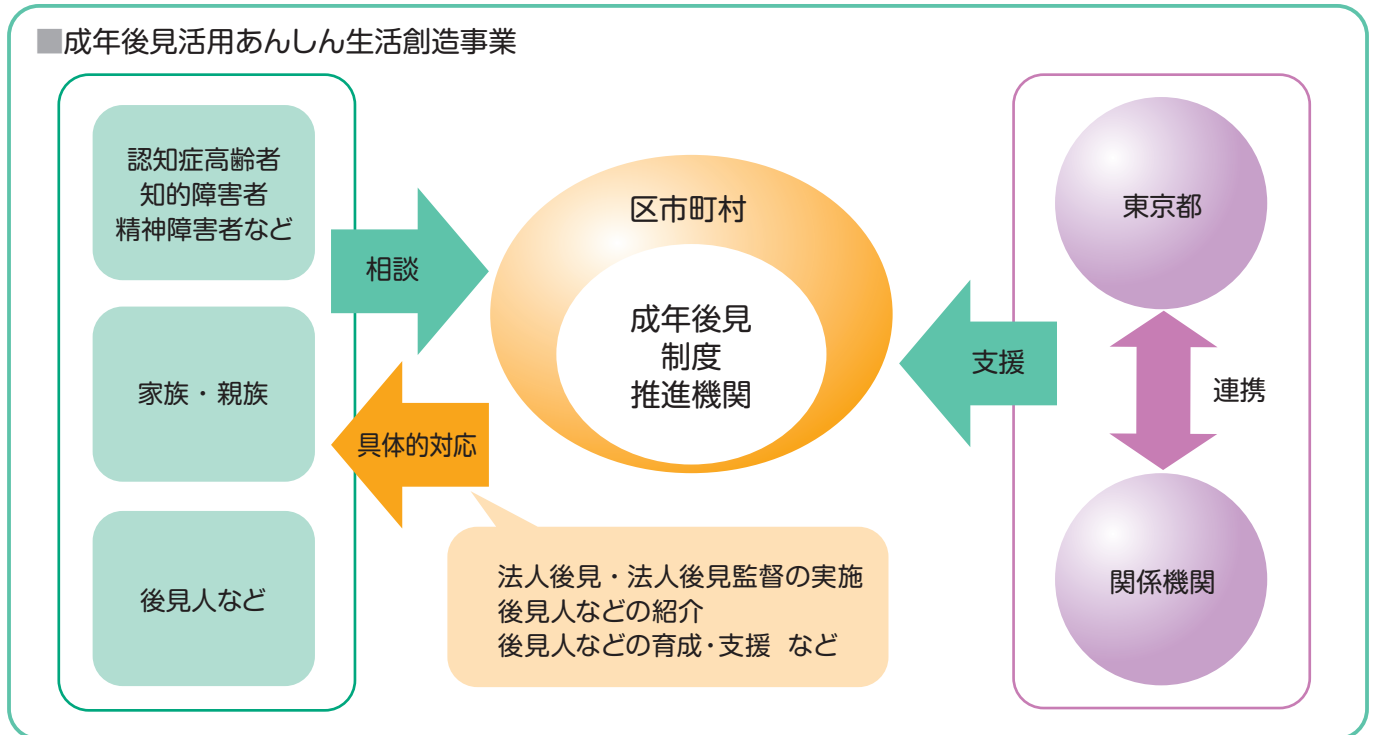 ■成年後見活用あんしん生活創造事業
認知症高齢者
知的障害者
精神障害者など
家族・親族
後見人など
相談
具体的対応
区市町村
成年後見
制度
推進機関
法人後見・法人後見監督の実施
後見人などの紹介
後見人などの育成・支援 など
支援
東京都
連携
関係機関